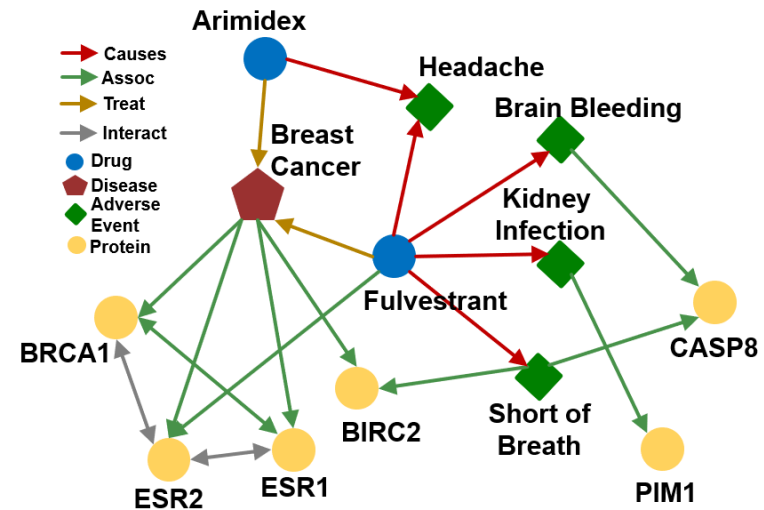 Arimidex
Causes
Assoc
Treat
Interact
Drug
Disease
Adverse
Event
Protein
Headache
Brain Bleeding
Breast
Cancer
Kidney
Infection
Fulvestrant
BRCA1
CASP8
BIRC2
Short of
Breath
ESR2
ESR1
PIM1